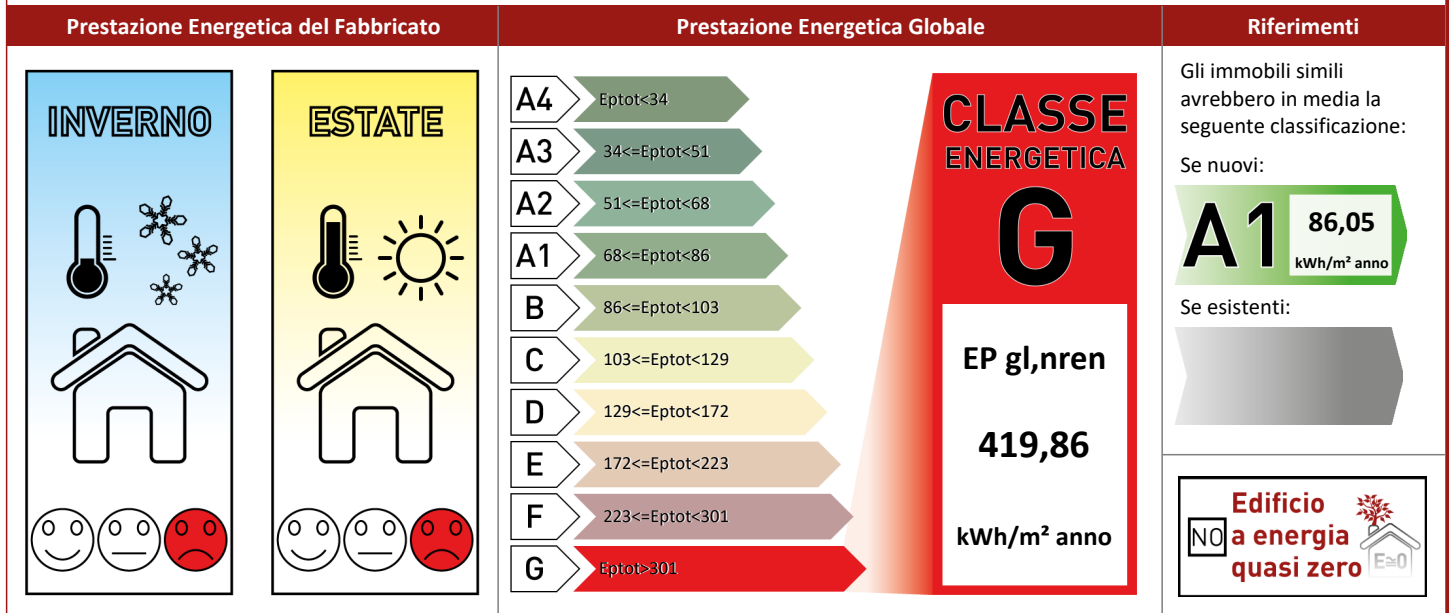 Prestazione Energetica del Fabbricato
Prestazione Energetica Globale
Riferimenti
INVERNO
ESTATE
A4 Eptot<34
A3 34<=Eptot<51
A2 51<=Eptot<68
A1 68<=Eptot<86
B 86<=Eptot<103
C 103<=Eptot<129
D 129<=Eptot<172
E 172<=Eptot<223
F 223<=Eptot<301
G Eptot>301
CLASSE
ENERGETICA
G
EP gl,nren
419,86
kWh/m² anno
Gli immobili simili
avrebbero in media la
seguente classificazione:
Se nuovi:
A1 86,05
kWh/m² anno
Se esistenti:
Edificio
NO a energia
quasi zero
E≅0